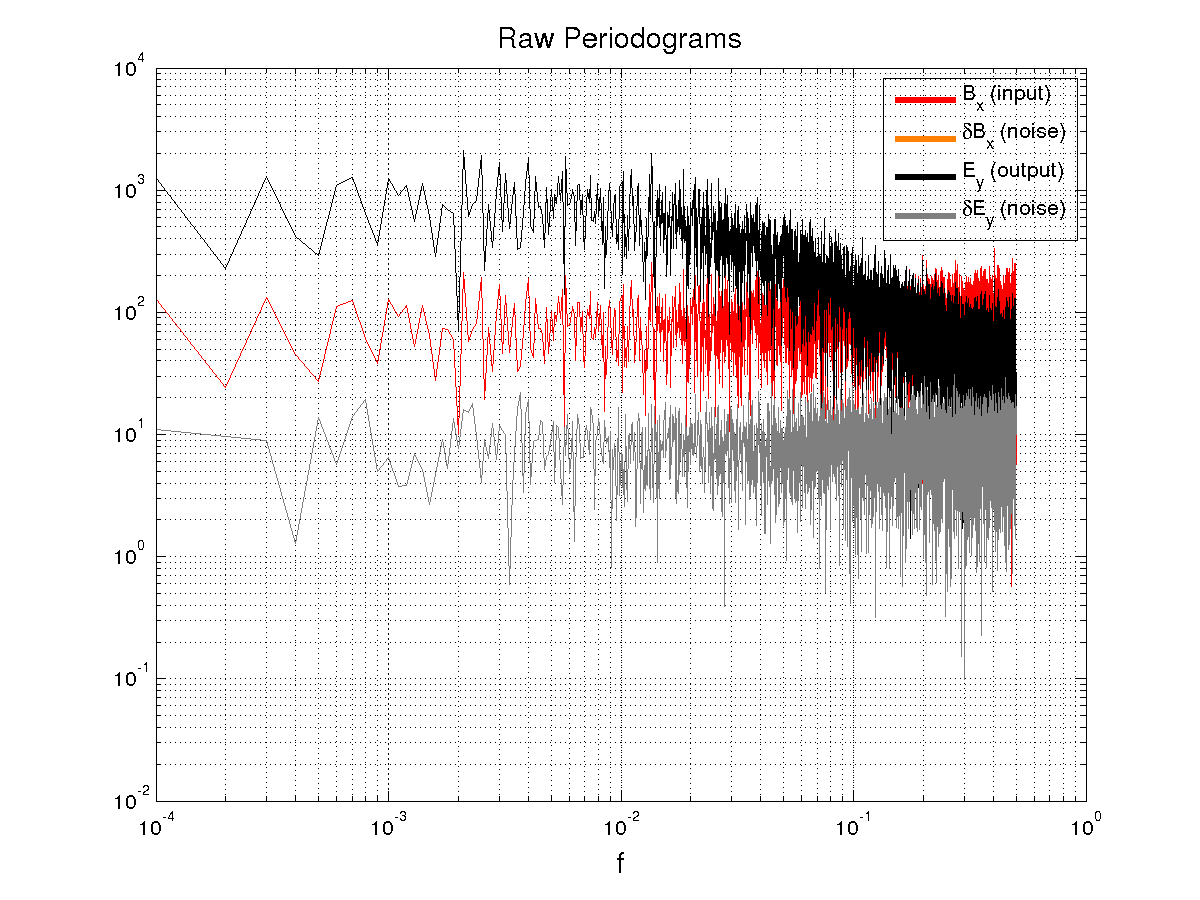 Raw Periodograms
B_x (input)
δB_x (noise)
E_y (output)
δE_y (noise)
10^4
10^3
10^2
10^1
10^0
10^-1
10^-2
10^-4 10^-3 10^-2 10^-1 10^0
f